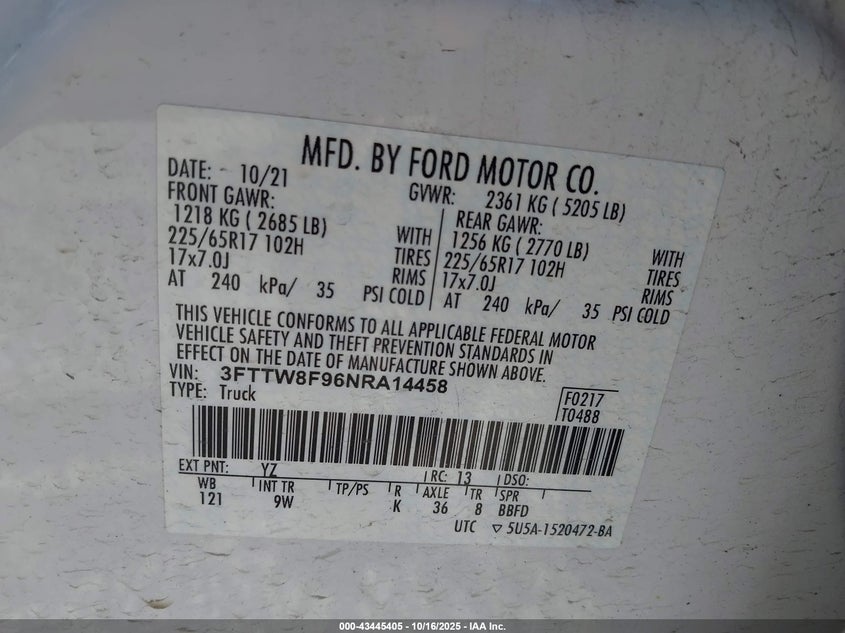 MFD. BY FORD MOTOR CO.
DATE: 10/21 GVWR: 2361 KG ( 5205 LB)
FRONT GAWR: REAR GAWR:
1218 KG ( 2685 LB) WITH 1256 KG ( 2770 LB) WITH
225/65R17 102H TIRES 225/65R17 102H TIRES
17x7.0J RIMS 17x7.0J RIMS
AT 240 kPa/ 35 PSI COLD AT 240 kPa/ 35 PSI COLD
THIS VEHICLE CONFORMS TO ALL APPLICABLE FEDERAL MOTOR
VEHICLE SAFETY AND THEFT PREVENTION STANDARDS IN
EFFECT ON THE DATE OF MANUFACTURE SHOWN ABOVE.
VIN: 3FTTW8F96NRA14458
TYPE: Truck
F0217
T0488
EXT PNT: YZ RC: 13 DSO:
WB INT TR TP/PS R AXLE TR SPR
121 9W K 36 8 BBFD
UTC ▽ 5U5A-1520472-BA
000-43445405 - 10/16/2025 - IAA Inc.